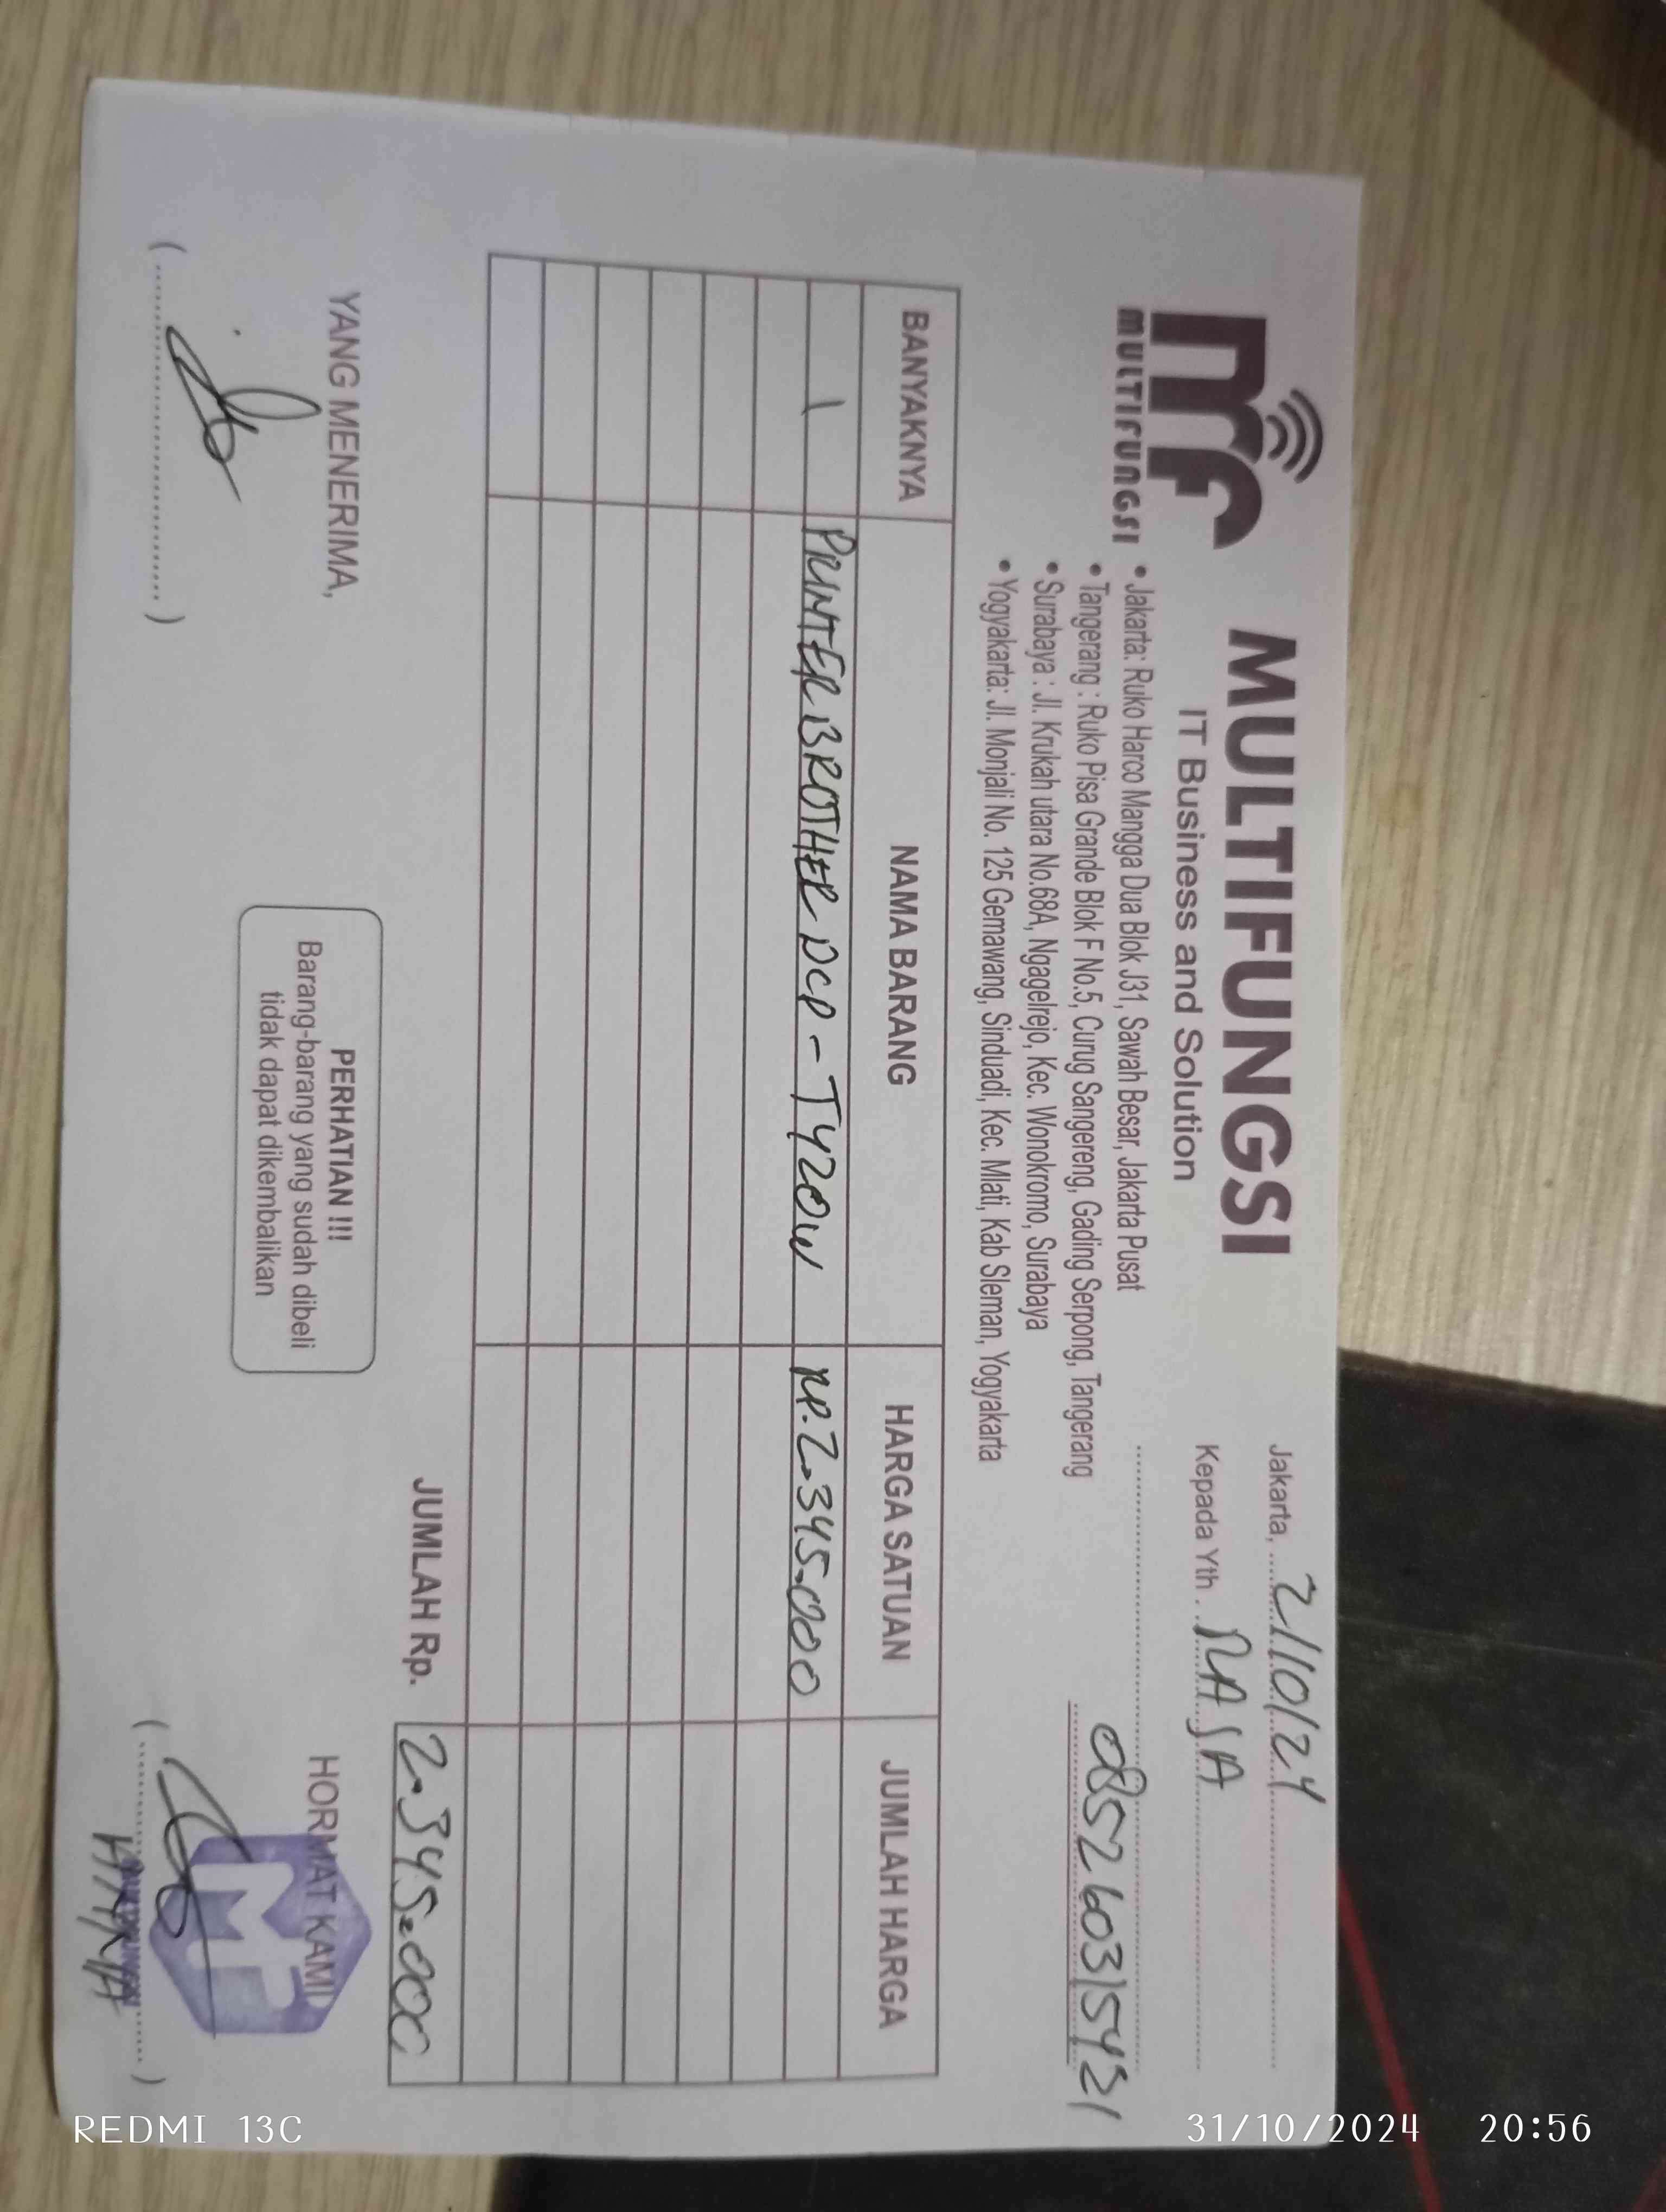 mf
MULTIFUNGSI
MULTIFUNGSI
IT Business and Solution
• Jakarta: Ruko Harco Mangga Dua Blok J31, Sawah Besar, Jakarta Pusat
• Tangerang : Ruko Pisa Grande Blok F No.5, Curug Sangereng, Gading Serpong, Tangerang
• Surabaya : Jl. Krukah utara No.68A, Ngagelrejo, Kec. Wonokromo, Surabaya
• Yogyakarta: Jl. Monjali No. 125 Gemawang, Sinduadi, Kec. Mlati, Kab Sleman, Yogyakarta
Jakarta, 21/10/24
Kepada Yth. RASA
085260315421
BANYAKNYA NAMA BARANG HARGA SATUAN JUMLAH HARGA
1 PRINTER BROTHER DCP - T420W RP. 2.345.000
JUMLAH Rp. 2.345.000
YANG MENERIMA,
PERHATIAN !!!
Barang-barang yang sudah dibeli
tidak dapat dikembalikan
HORMAT KAMI
REDMI 13C
31/10/2024 20:56